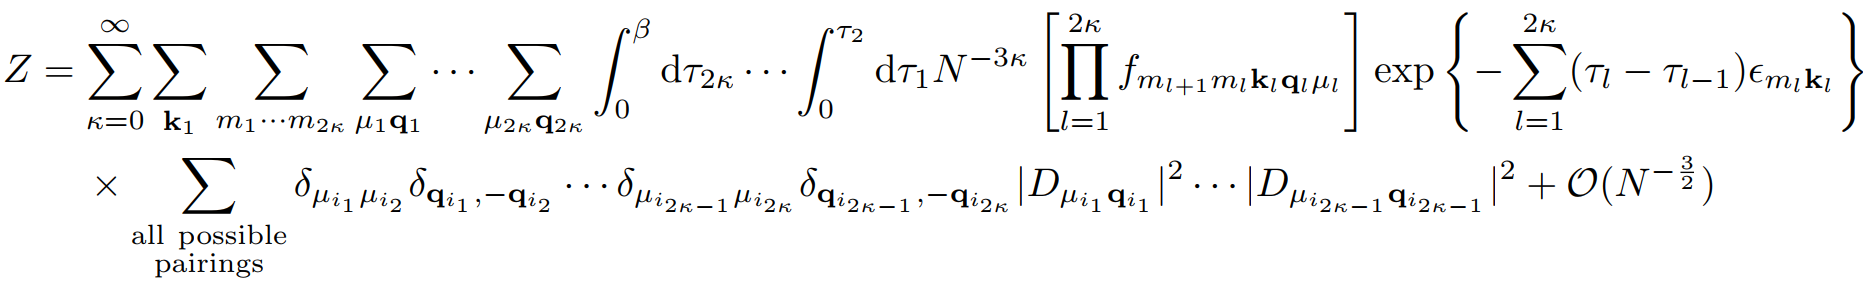 Z = \sum_{\kappa=0}^{\infty} \sum_{\mathbf{k}_1} \sum_{m_1 \cdots m_{2\kappa}} \sum_{\mu_1 \mathbf{q}_1} \cdots \sum_{\mu_{2\kappa} \mathbf{q}_{2\kappa}} \int_0^{\beta} \mathrm{d}\tau_{2\kappa} \cdots \int_0^{\tau_2} \mathrm{d}\tau_1 N^{-3\kappa} \left[ \prod_{l=1}^{2\kappa} f_{m_{l+1} m_l \mathbf{k}_l \mathbf{q}_l \mu_l} \right] \exp \left\{ - \sum_{l=1}^{2\kappa} (\tau_l - \tau_{l-1}) \epsilon_{m_l \mathbf{k}_l} \right\}
\times \sum_{\substack{\text{all possible} \\ \text{pairings}}} \delta_{\mu_{i_1} \mu_{i_2}} \delta_{\mathbf{q}_{i_1}, -\mathbf{q}_{i_2}} \cdots \delta_{\mu_{i_{2\kappa-1}} \mu_{i_{2\kappa}}} \delta_{\mathbf{q}_{i_{2\kappa-1}}, -\mathbf{q}_{i_{2\kappa}}} |D_{\mu_{i_1} \mathbf{q}_{i_1}}|^2 \cdots |D_{\mu_{i_{2\kappa-1}} \mathbf{q}_{i_{2\kappa-1}}}|^2 + \mathcal{O}(N^{-\frac{3}{2}})